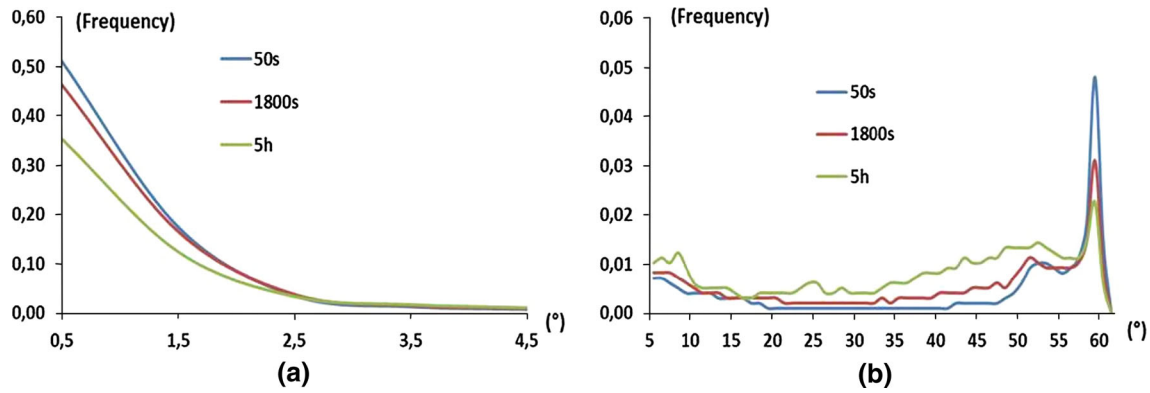 (Frequency)
0,60
0,50
0,40
0,30
0,20
0,10
0,00
50s
1800s
5h
0,5 1,5 2,5 3,5 4,5 (°)
(a)
(Frequency)
0,06
0,05
0,04
0,03
0,02
0,01
0,00
50s
1800s
5h
5 10 15 20 25 30 35 40 45 50 55 60 (°)
(b)